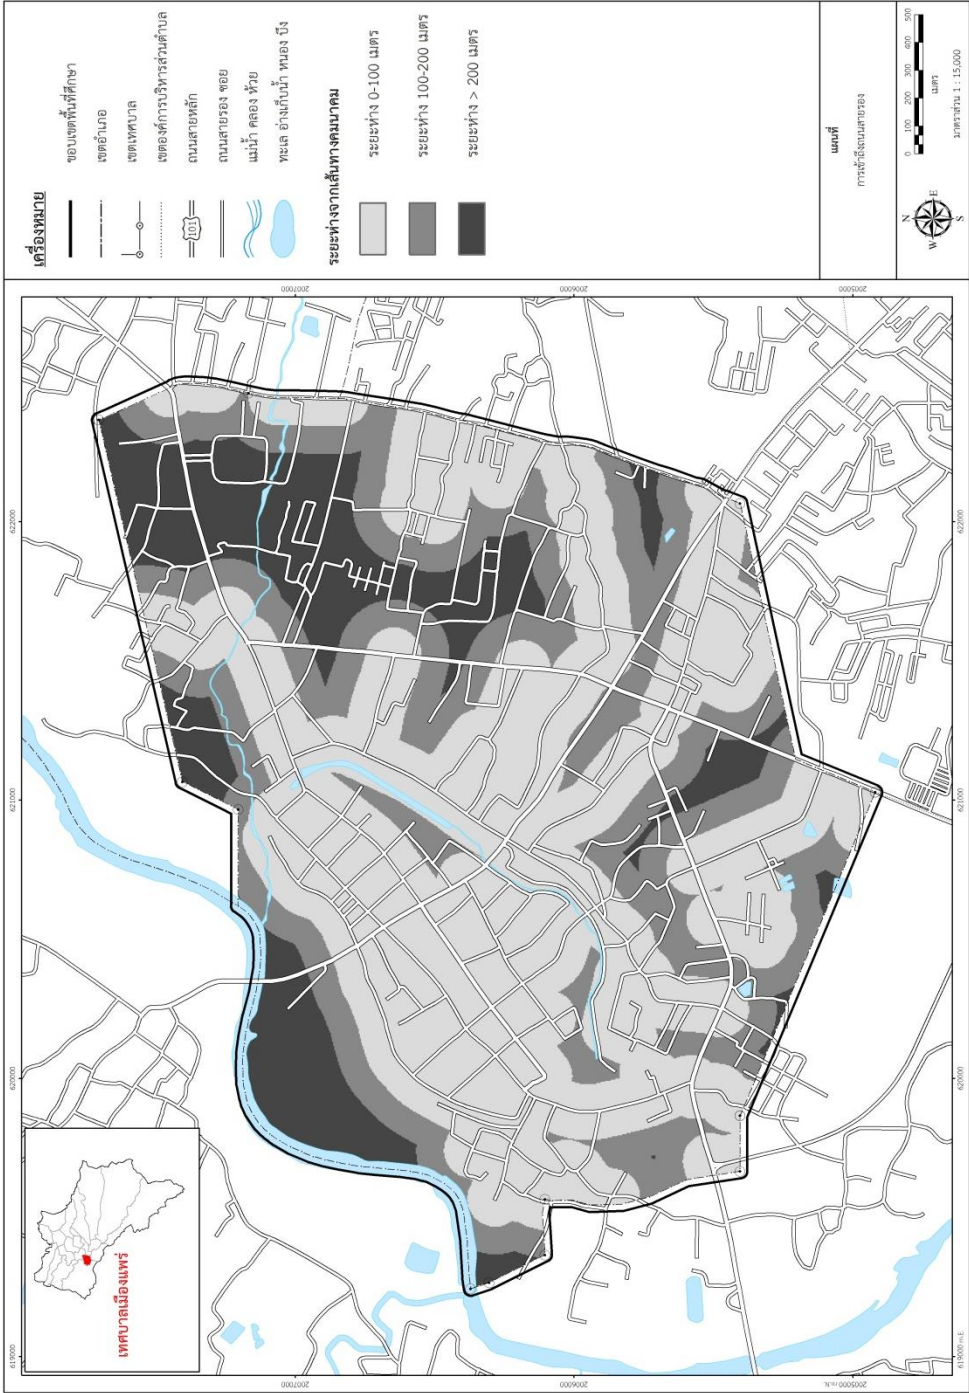 เครื่องหมาย
ขอบเขตพื้นที่ศึกษา
เขตอำเภอ
เขตเทศบาล
เขตองค์การบริหารส่วนตำบล
101
ถนนสายหลัก
ถนนสายรอง ซอย
แม่น้ำ คลอง ห้วย
ทะเล อ่างเก็บน้ำ หนอง บึง
ระยะห่างจากเส้นทางคมนาคม
ระยะห่าง 0-100 เมตร
ระยะห่าง 100-200 เมตร
ระยะห่าง > 200 เมตร
แผนที่
การเข้าถึงถนนสายรอง
N
W
E
S
0 100 200 300 400 500
เมตร
มาตราส่วน 1 : 15,000
เทศบาลเมืองแพร่
619000
620000
621000
622000
2007000
2006000
2005000
619000 m.E.
620000
621000
622000
2007000
2006000
2005000 m.N.